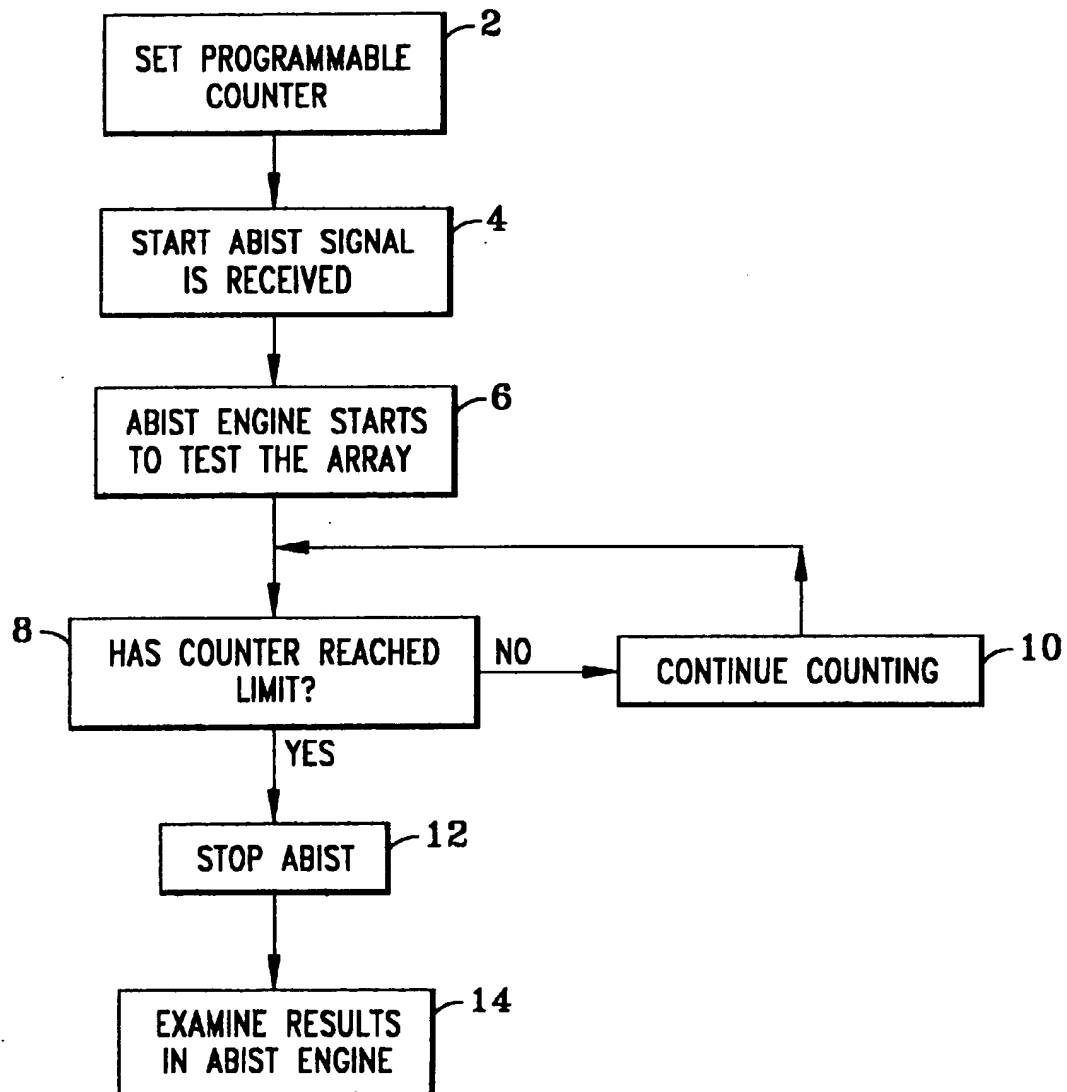 SET PROGRAMMABLE
COUNTER
2
START ABIST SIGNAL
IS RECEIVED
4
ABIST ENGINE STARTS
TO TEST THE ARRAY
6
8
HAS COUNTER REACHED
LIMIT?
NO
CONTINUE COUNTING
10
YES
STOP ABIST
12
EXAMINE RESULTS
IN ABIST ENGINE
14